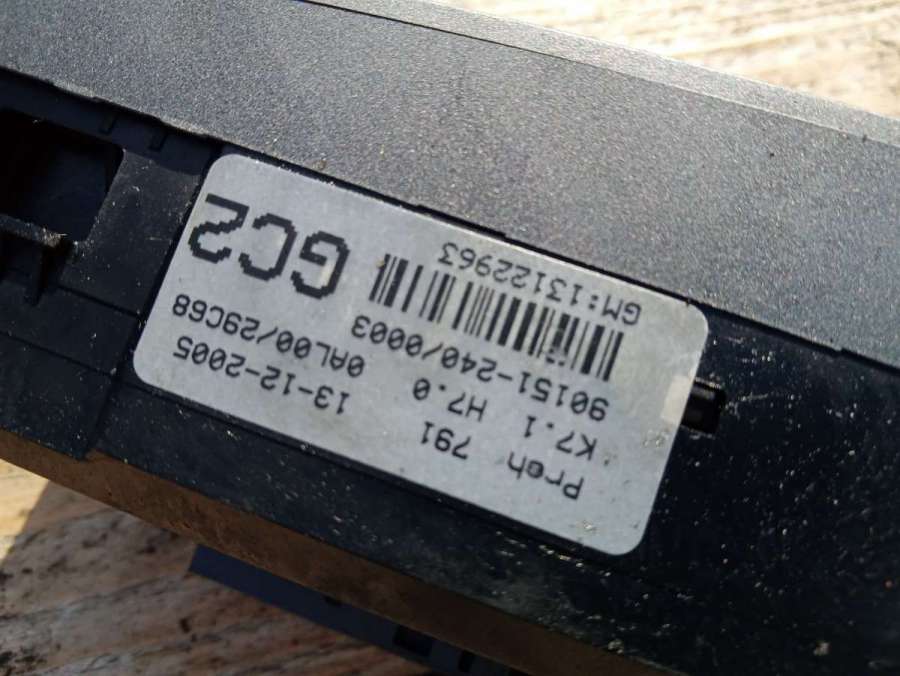 Preh 791 13-12-2005
K7.1 H7.0 0AL00/29C68
90151-240/0003
GM:13122963
GC2